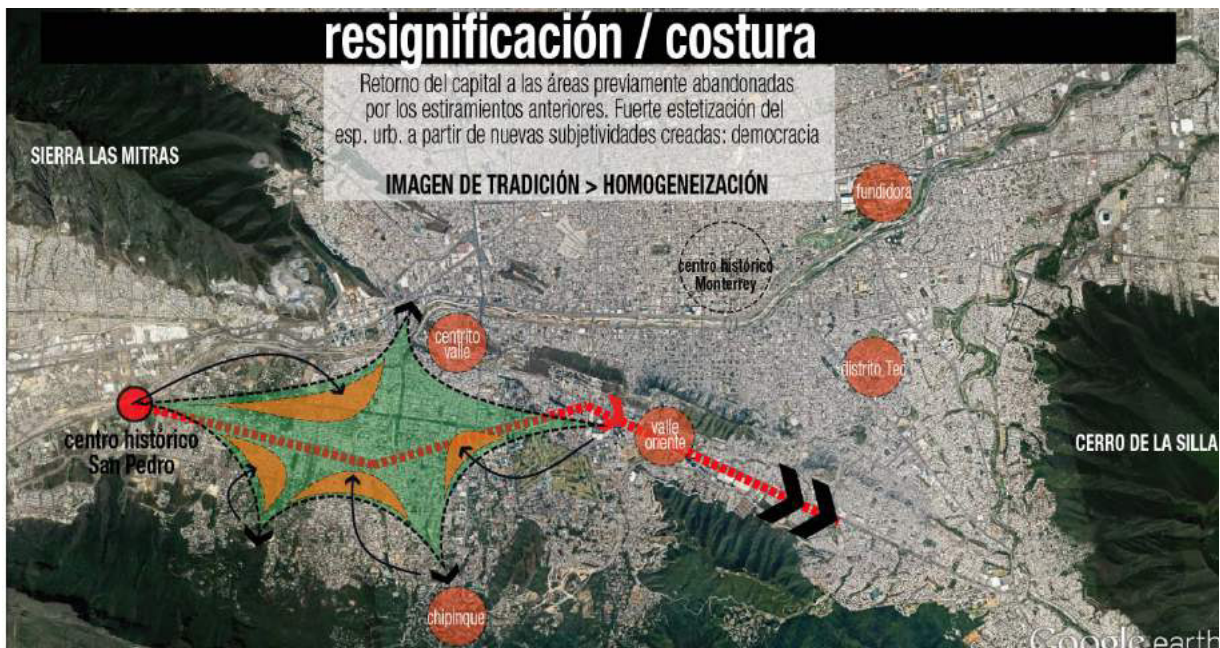 resignificación / costura
Retorno del capital a las áreas previamente abandonadas
por los estiramientos anteriores. Fuerte estetización del
esp. urb. a partir de nuevas subjetividades creadas: democracia
IMAGEN DE TRADICIÓN > HOMOGENEIZACIÓN
SIERRA LAS MITRAS
fundidora
centro histórico
Monterrey
centrito
valle
distrito Tec
centro histórico
San Pedro
valle
oriente
CERRO DE LA SILLA
chipinque
Google earth